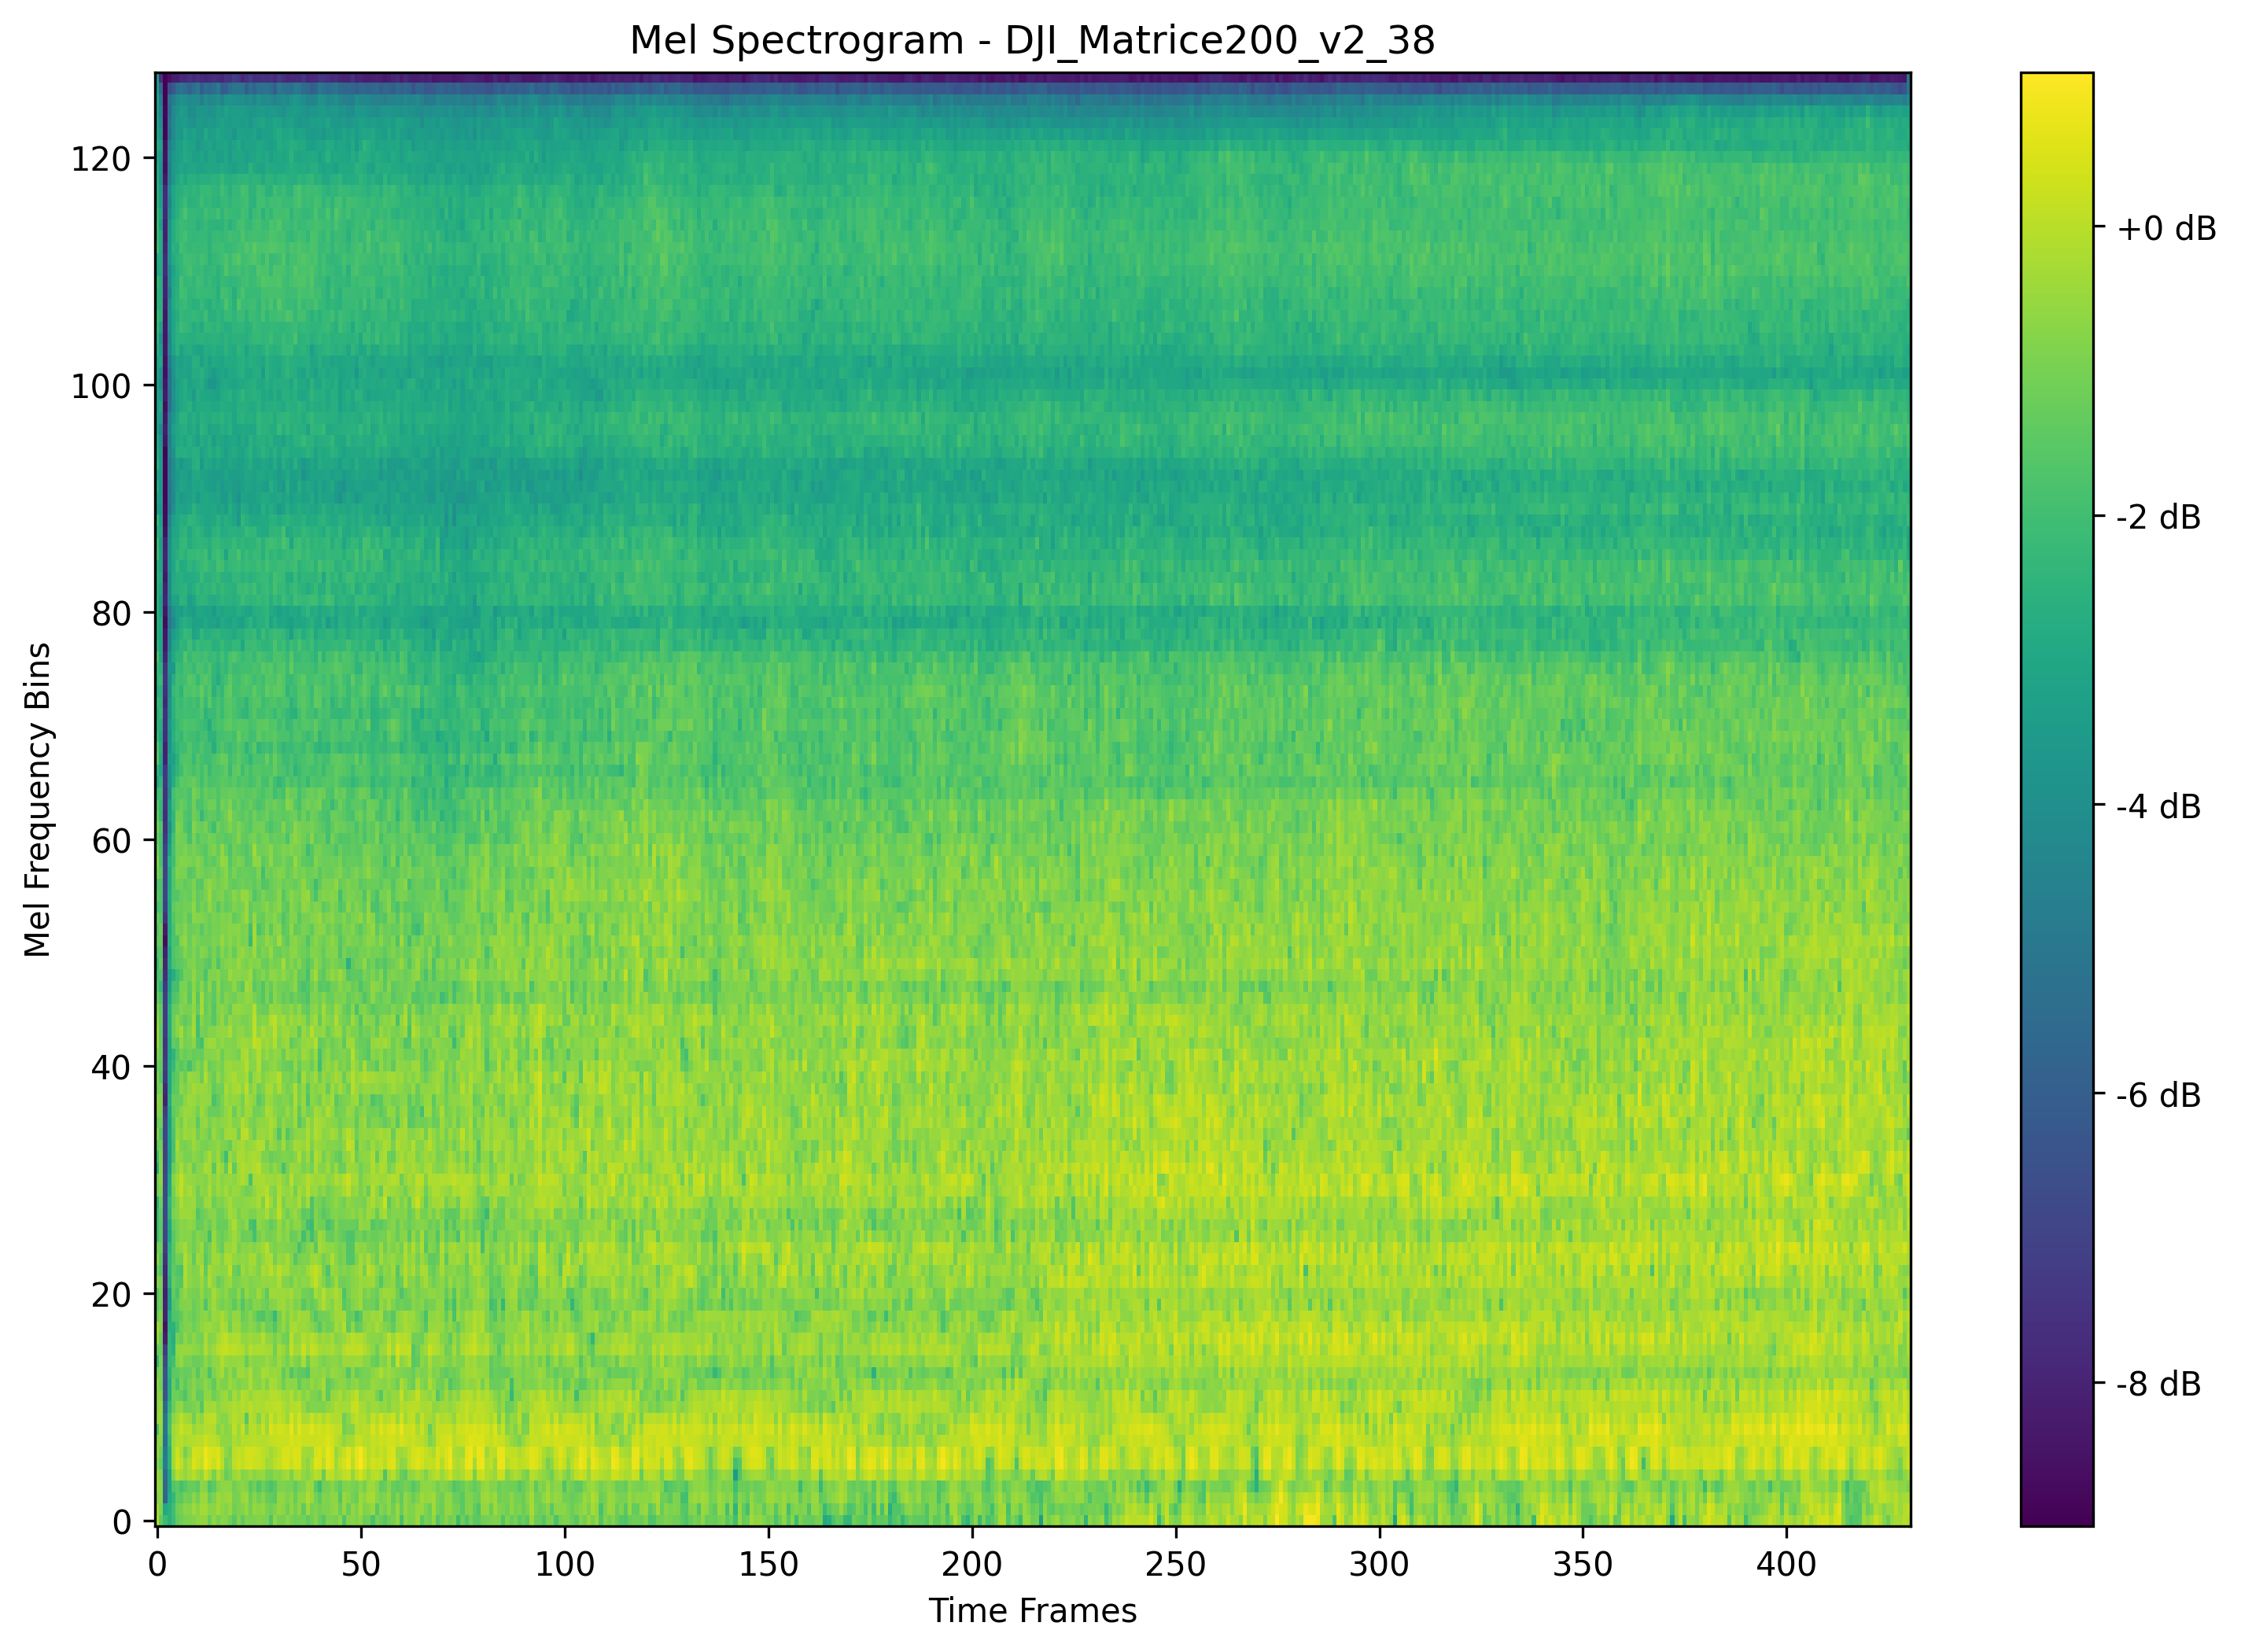 Mel Spectrogram - DJI_Matrice200_v2_38
Mel Frequency Bins
120
100
80
60
40
20
0
0 50 100 150 200 250 300 350 400
Time Frames
+0 dB
-2 dB
-4 dB
-6 dB
-8 dB